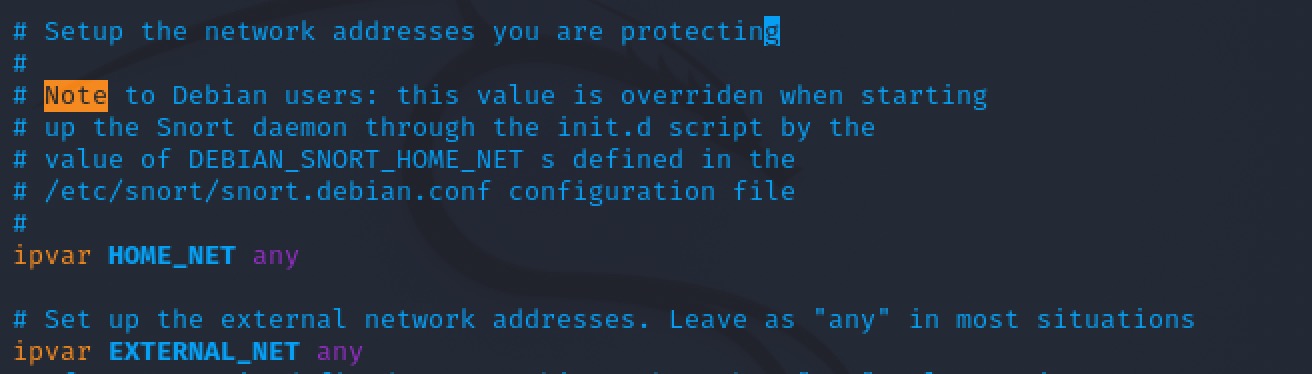 # Setup the network addresses you are protecting
#
# Note to Debian users: this value is overriden when starting
# up the Snort daemon through the init.d script by the
# value of DEBIAN_SNORT_HOME_NET s defined in the
# /etc/snort/snort.debian.conf configuration file
#
ipvar HOME_NET any
# Set up the external network addresses. Leave as "any" in most situations
ipvar EXTERNAL_NET any